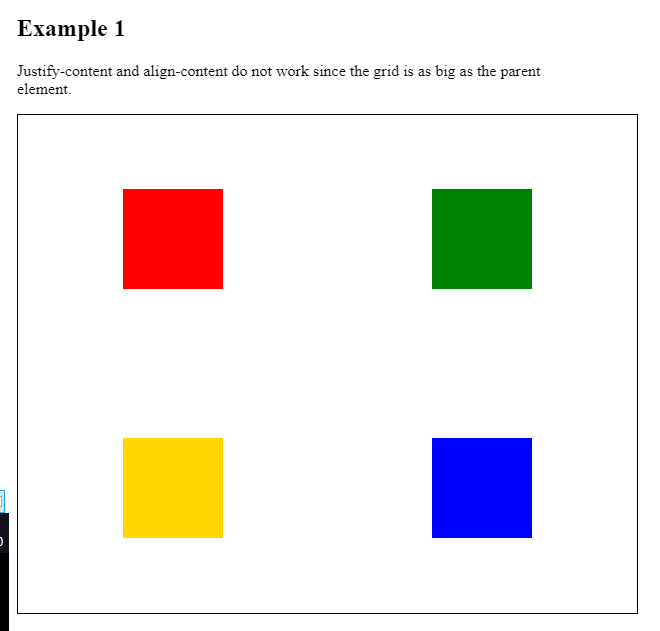 Example 1
Justify-content and align-content do not work since the grid is as big as the parent
element.